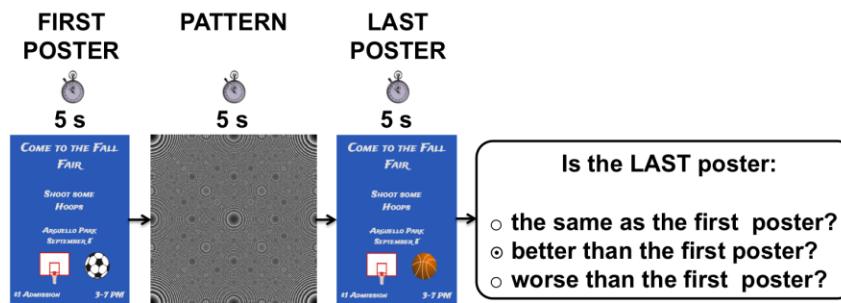 FIRST
POSTER
PATTERN
LAST
POSTER
5 s
5 s
5 s
COME TO THE FALL
FAIR
SHOOT SOME
HOOPS
ARGUELLO PARK
SEPTEMBER 8
$1 ADMISSION
3-7 PM
COME TO THE FALL
FAIR
SHOOT SOME
HOOPS
ARGUELLO PARK
SEPTEMBER 8
$1 ADMISSION
3-7 PM
Is the LAST poster:
the same as the first poster?
better than the first poster?
worse than the first poster?